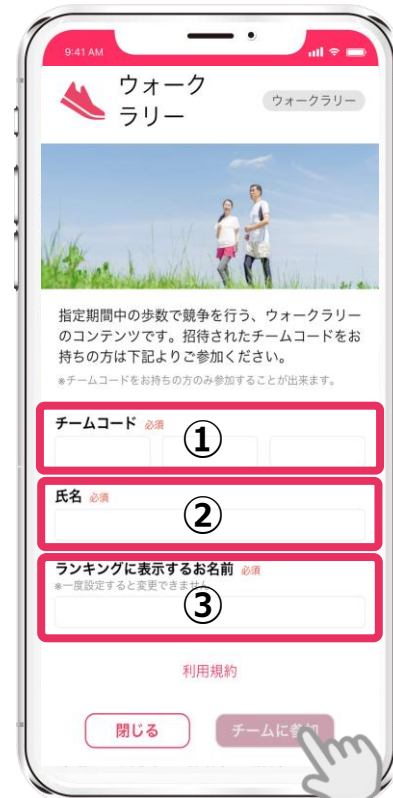 9:41 AM
ウォーク
ラリー
ウォークラリー
指定期間中の歩数で競争を行う、ウォークラリー
のコンテンツです。招待されたチームコードをお
持ちの方は下記よりご参加ください。
※チームコードをお持ちの方のみ参加することが出来ます。
チームコード 必須
①
氏名 必須
②
ランキングに表示するお名前 必須
※一度設定すると変更できません
③
利用規約
閉じる
チームに参加